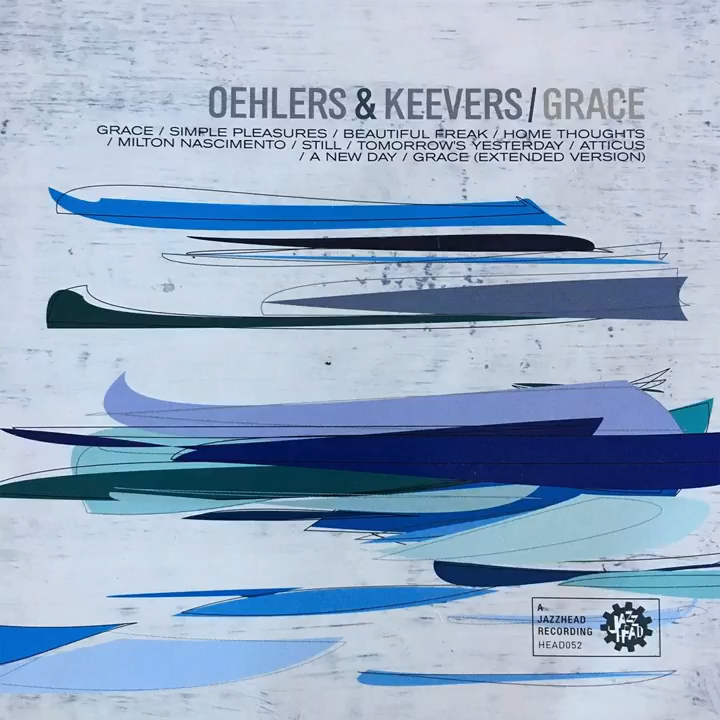 OEHLERS & KEEVERS / GRACE
GRACE / SIMPLE PLEASURES / BEAUTIFUL FREAK / HOME THOUGHTS
/ MILTON NASCIMENTO / STILL / TOMORROW'S YESTERDAY / ATTICUS
/ A NEW DAY / GRACE (EXTENDED VERSION)
A
JAZZHEAD
RECORDING
HEAD052
JAZZ
HEAD